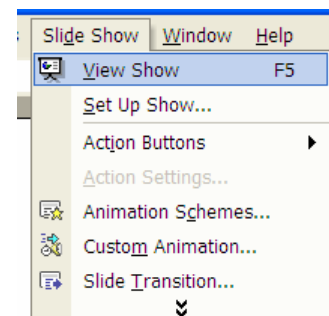 Slide Show Window Help
View Show F5
Set Up Show...
Action Buttons
Action Settings...
Animation Schemes...
Custom Animation...
Slide Transition...